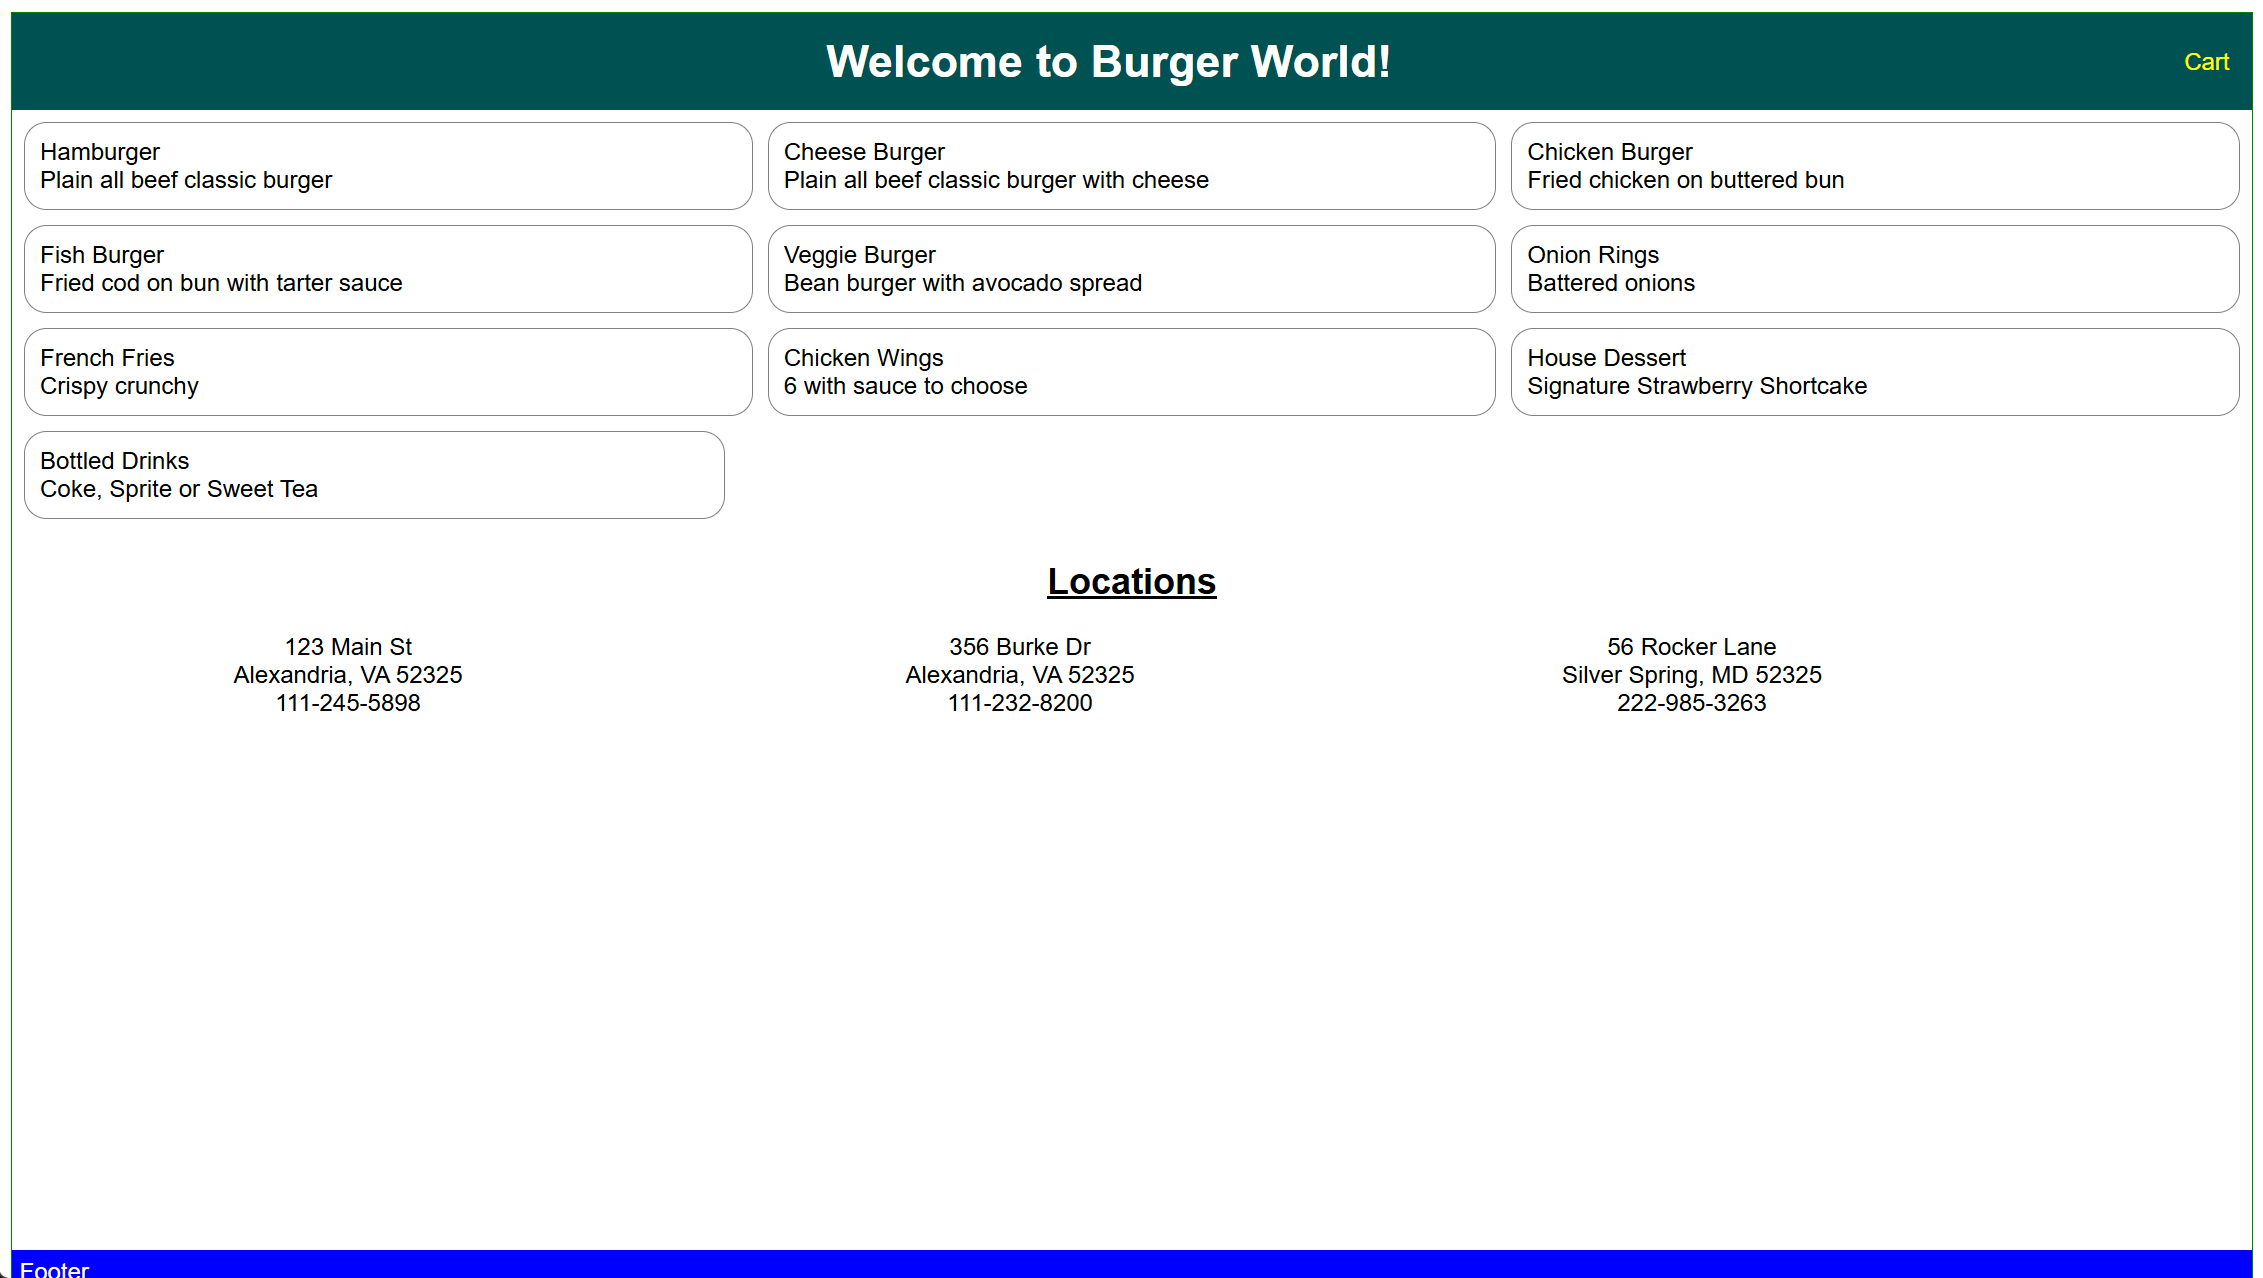 Welcome to Burger World!
Cart
Hamburger
Plain all beef classic burger
Cheese Burger
Plain all beef classic burger with cheese
Chicken Burger
Fried chicken on buttered bun
Fish Burger
Fried cod on bun with tarter sauce
Veggie Burger
Bean burger with avocado spread
Onion Rings
Battered onions
French Fries
Crispy crunchy
Chicken Wings
6 with sauce to choose
House Dessert
Signature Strawberry Shortcake
Bottled Drinks
Coke, Sprite or Sweet Tea
Locations
123 Main St
Alexandria, VA 52325
111-245-5898
356 Burke Dr
Alexandria, VA 52325
111-232-8200
56 Rocker Lane
Silver Spring, MD 52325
222-985-3263
Footer